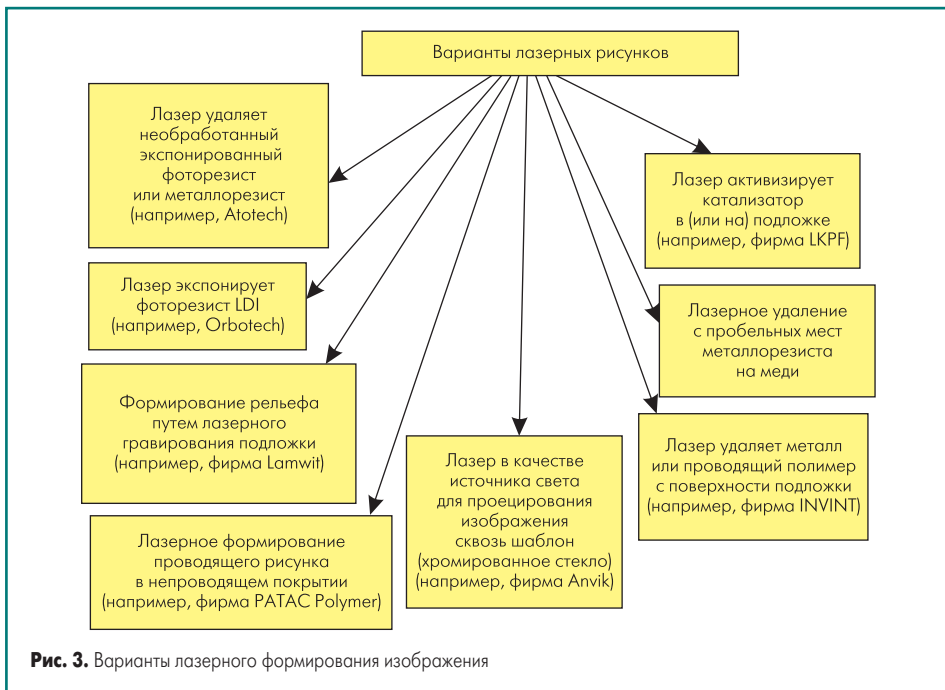 Варианты лазерных рисунков
Лазер удаляет
необработанный
экспонированный
фоторезист
или металлорезист
(например, Atotech)
Лазер экспонирует
фоторезист LDI
(например, Orbotech)
Формирование рельефа
путем лазерного
гравирования подложки
(например, фирма Lamwit)
Лазерное формирование
проводящего рисунка
в непроводящем покрытии
(например, фирма PATAC Polymer)
Лазер в качестве
источника света
для проецирования
изображения
сквозь шаблон
(хромированное стекло)
(например, фирма Anvik)
Лазер активизирует
катализатор
в (или на) подложке
(например, фирма LKPF)
Лазерное удаление
с пробельных мест
металлорезиста
на меди
Лазер удаляет металл
или проводящий полимер
с поверхности подложки
(например, фирма INVINT)
Рис. 3. Варианты лазерного формирования изображения